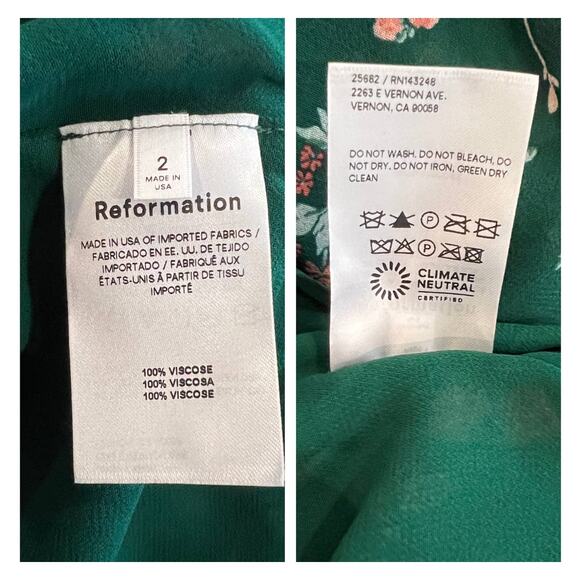 2
MADE IN
USA
Reformation
MADE IN USA OF IMPORTED FABRICS /
FABRICADO EN EE. UU. DE TEJIDO
IMPORTADO / FABRIQUÉ AUX
ÉTATS-UNIS À PARTIR DE TISSU
IMPORTÉ
100% VISCOSE
100% VISCOSA
100% VISCOSE
25682 / RN143248
2263 E VERNON AVE.
VERNON, CA 90058
DO NOT WASH. DO NOT BLEACH, DO
NOT DRY. DO NOT IRON, GREEN DRY
CLEAN
P
P
CLIMATE
NEUTRAL
CERTIFIED